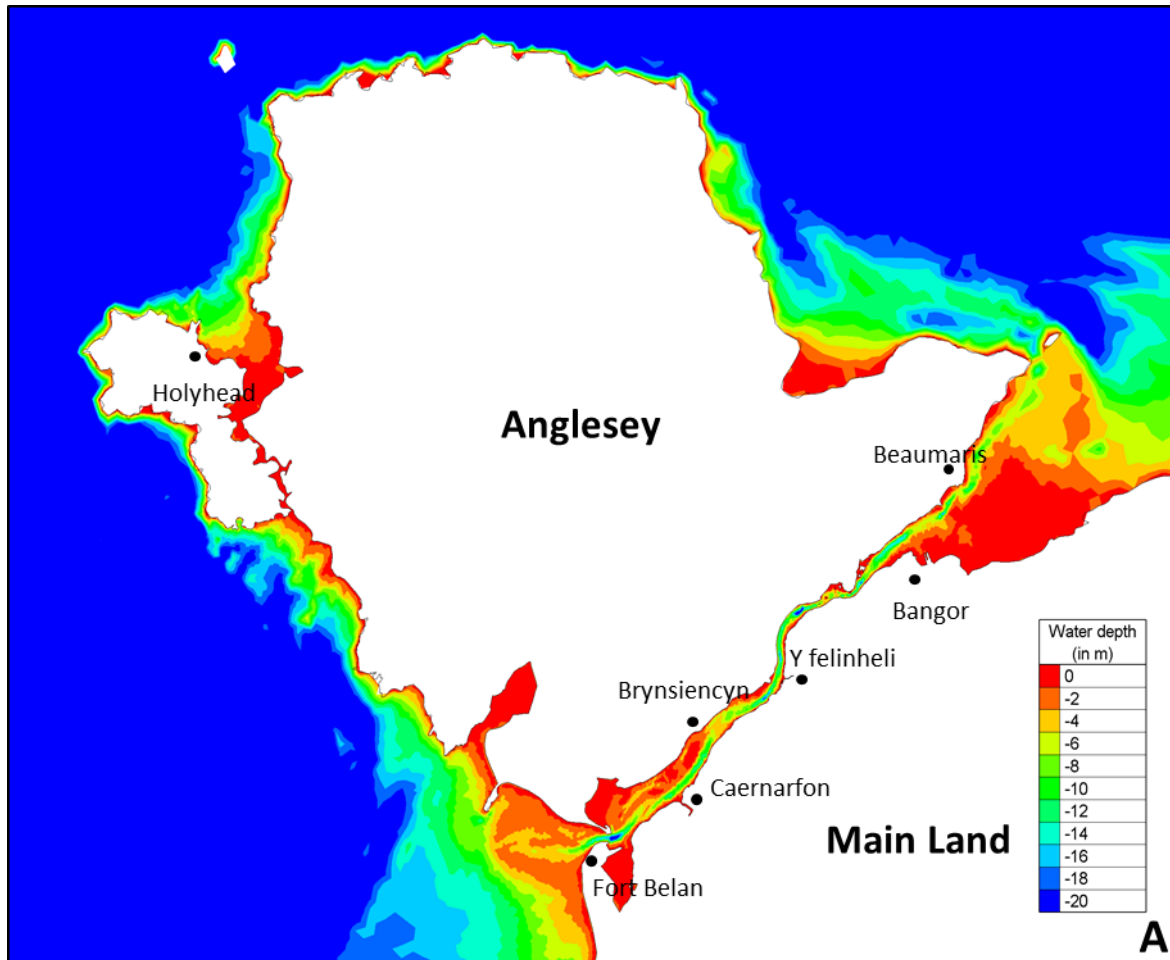 Holyhead
Anglesey
Beaumaris
Bangor
Y felinheli
Brynsiencyn
Caernarfon
Main Land
Fort Belan
Water depth
(in m)
0
-2
-4
-6
-8
-10
-12
-14
-16
-18
-20
A